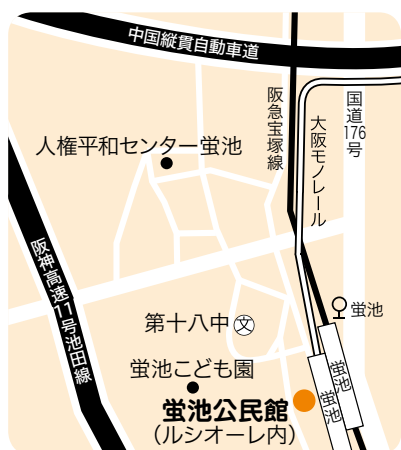 中国縦貫自動車道
阪急宝塚線
大阪モノレール
国道176号
人権平和センター蛍池
阪神高速11号池田線
第十八中
文
蛍池
蛍池こども園
蛍池
蛍池
蛍池公民館
(ルシオーレ内)